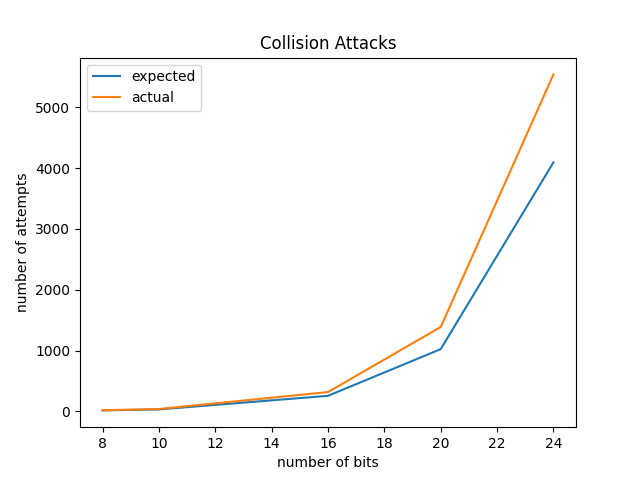 Collision Attacks
expected
actual
5000
4000
3000
2000
1000
0
number of attempts
8 10 12 14 16 18 20 22 24
number of bits